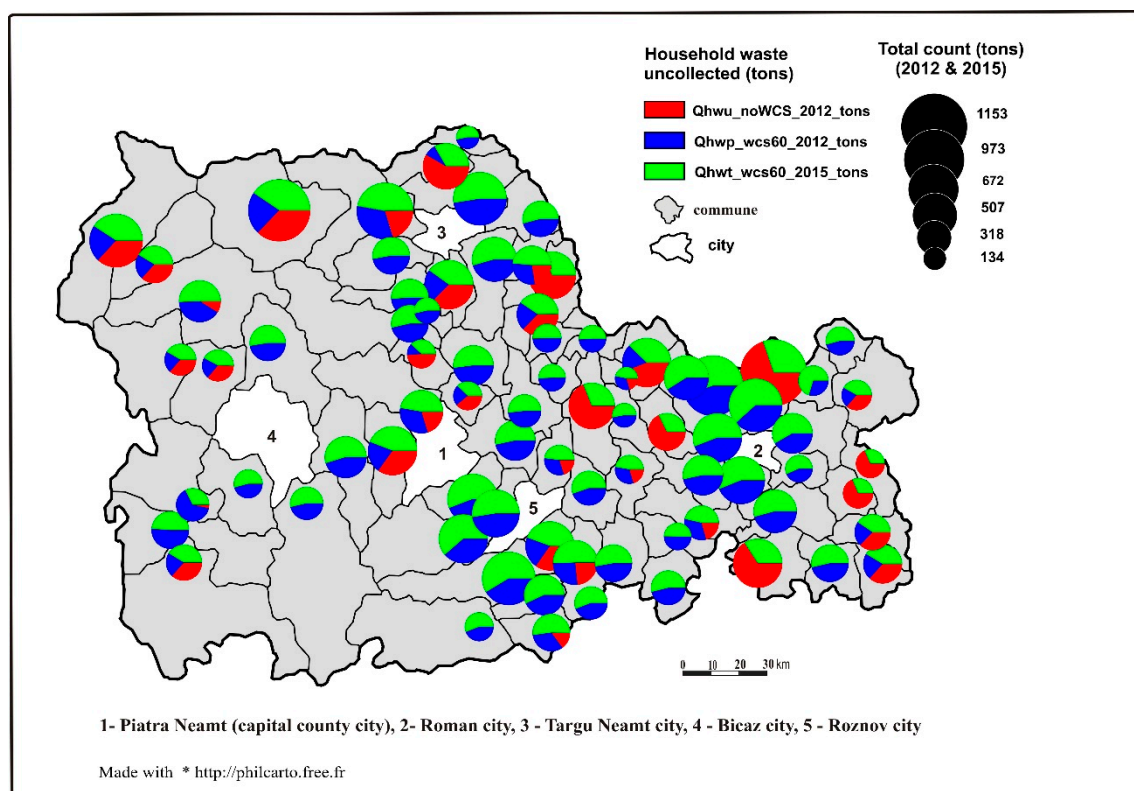 Household waste
uncollected (tons)
Qhwu_noWCS_2012_tons
Qhwp_wcs60_2012_tons
Qhwt_wcs60_2015_tons
commune
city
Total count (tons)
(2012 & 2015)
1153
973
672
507
318
134
3
4
1
2
5
0 10 20 30 km
1- Piatra Neamt (capital county city), 2- Roman city, 3 - Targu Neamt city, 4 - Bicaz city, 5 - Roznov city
Made with * http://philcarto.free.fr